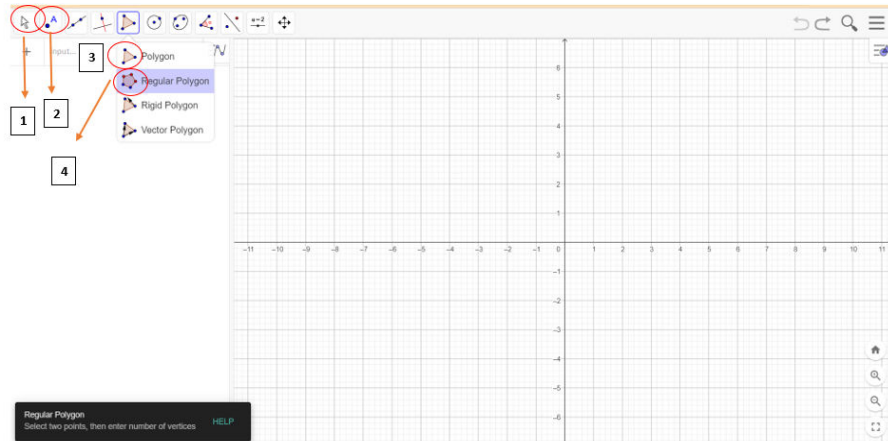 A
a=2
Input...
3
Polygon
Regular Polygon
Rigid Polygon
Vector Polygon
1
2
4
6
5
4
3
2
1
-11 -10 -9 -8 -7 -6 -5 -4 -3 -2 -1 0 1 2 3 4 5 6 7 8 9 10 11
-1
-2
-3
-4
-5
-6
Regular Polygon
Select two points, then enter number of vertices
HELP